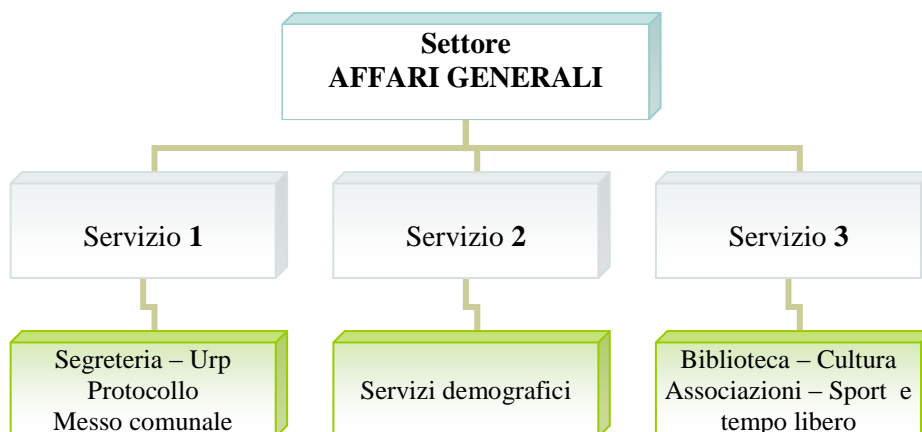 Settore
AFFARI GENERALI
Servizio 1
Servizio 2
Servizio 3
Segreteria – Urp
Protocollo
Messo comunale
Servizi demografici
Biblioteca – Cultura
Associazioni – Sport e
tempo libero